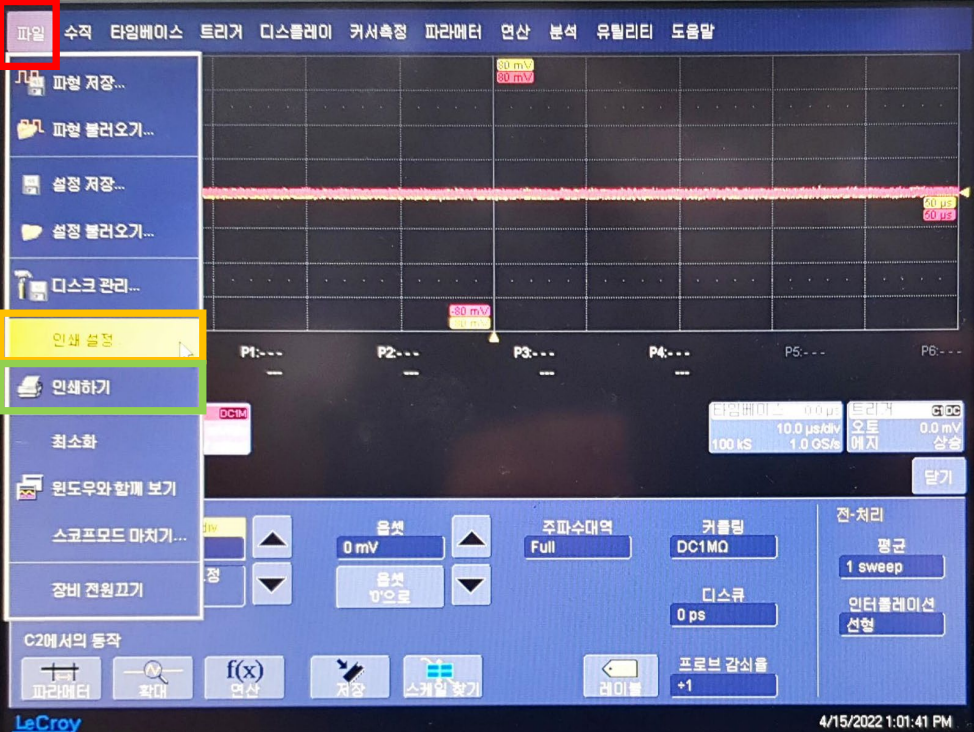 파일 수직 타임베이스 트리거 디스플레이 커서측정 파라메터 연산 분석 유틸리티 도움말
80 mV
80 mV
파형 저장...
파형 불러오기...
설정 저장...
50 µs
50 µs
설정 불러오기...
디스크 관리...
-80 mV
-80 mV
인쇄 설정
P1:--- P2:--- P3:--- P4:--- P5:--- P6:---
--- --- --- ---
인쇄하기
DC1M
타임베이스 0.0 µs
10.0 µs/div
100 kS 1.0 GS/s
트리거 C1 DC
오토 0.0 mV
에지 상승
최소화
닫기
윈도우와 함께 보기
스코프모드 마치기...
장비 전원끄기
div
정
옵셋
0 mV
옵셋
'0'으로
주파수대역
Full
커플링
DC1MΩ
디스큐
0 ps
전-처리
평균
1 sweep
인터폴레이션
선형
C2에서의 동작
파라메터
확대
f(x)
연산
저장
스케일 찾기
레이블
프로브 감쇠율
÷1
LeCroy
4/15/2022 1:01:41 PM